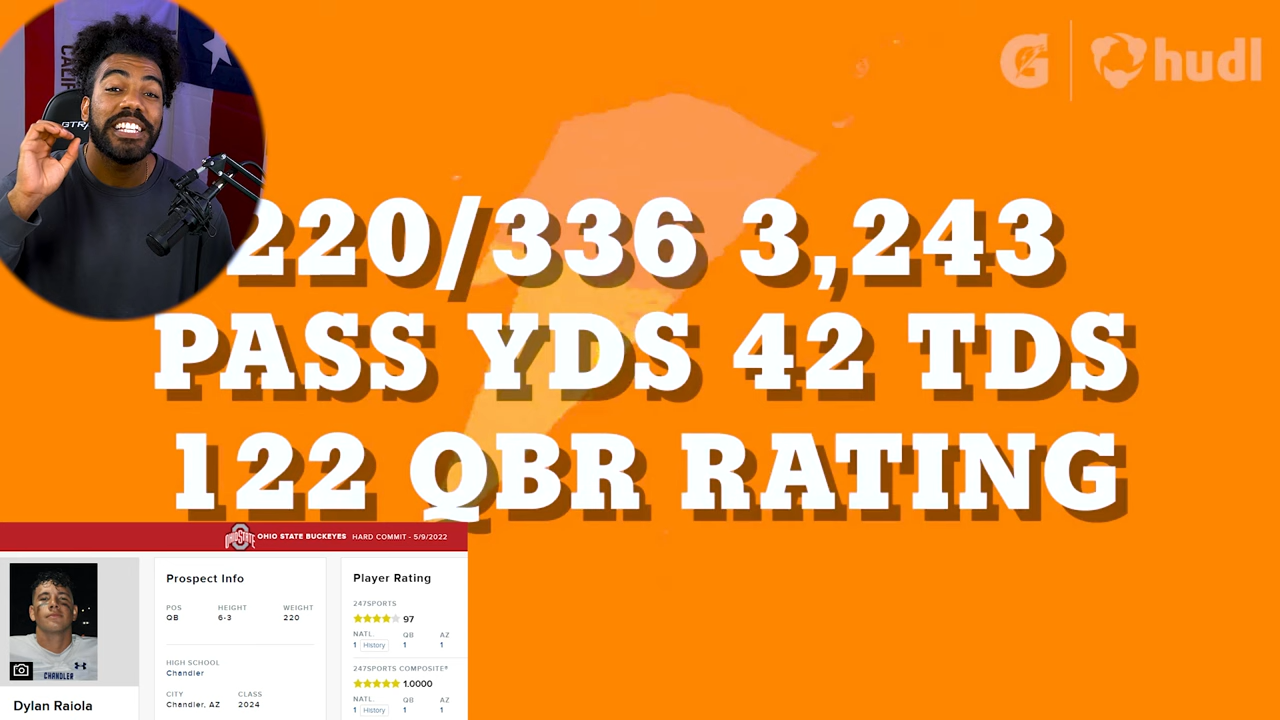 CALIF
GTR
G hudl
220/336 3,243
PASS YDS 42 TDS
122 QBR RATING
OHIO STATE
OHIO STATE BUCKEYES HARD COMMIT - 5/9/2022
Prospect Info
POS HEIGHT WEIGHT
QB 6-3 220
HIGH SCHOOL
Chandler
CITY CLASS
Chandler, AZ 2024
Player Rating
247SPORTS
97
NATL. QB AZ
1 History 1 1
247SPORTS COMPOSITE®
1.0000
NATL. QB AZ
1 History 1 1
CHANDLER
Dylan Raiola